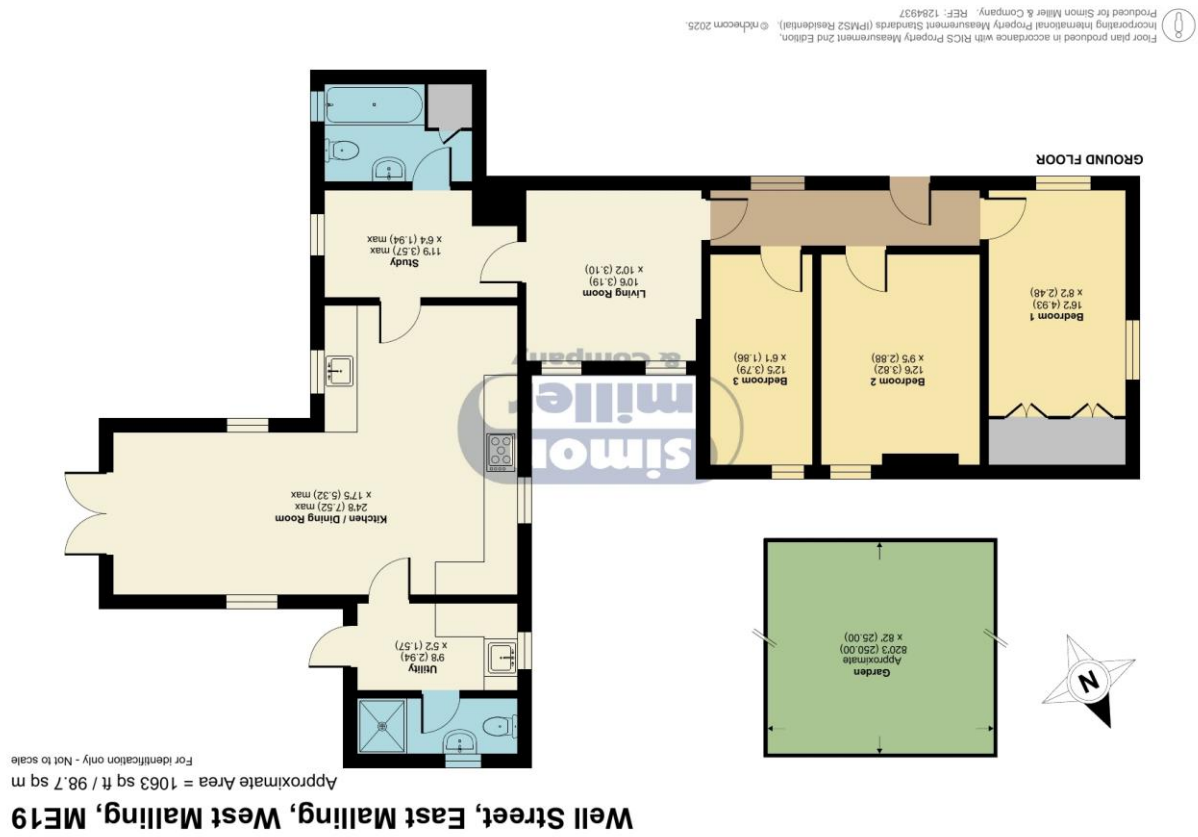 Well Street, East Malling, West Malling, ME19
Approximate Area = 1063 sq ft / 98.7 sq m
For identification only - Not to scale
N
Garden
Approximate
820'3 (250.00)
x 82' (25.00)
Utility
9'8 (2.94)
x 5'2 (1.57)
Kitchen / Dining Room
24'8 (7.52) max
x 17'5 (5.32) max
simon
miller
& company
Bedroom 1
16'2 (4.93)
x 8'2 (2.48)
Bedroom 2
12'6 (3.82)
x 9'5 (2.88)
Bedroom 3
12'5 (3.79)
x 6'1 (1.86)
Living Room
10'6 (3.19)
x 10'2 (3.10)
Study
11'9 (3.57) max
x 6'4 (1.94) max
GROUND FLOOR
Floor plan produced in accordance with RICS Property Measurement 2nd Edition,
Incorporating International Property Measurement Standards (IPMS2 Residential). © nichecom 2025.
Produced for Simon Miller & Company. REF: 1284937